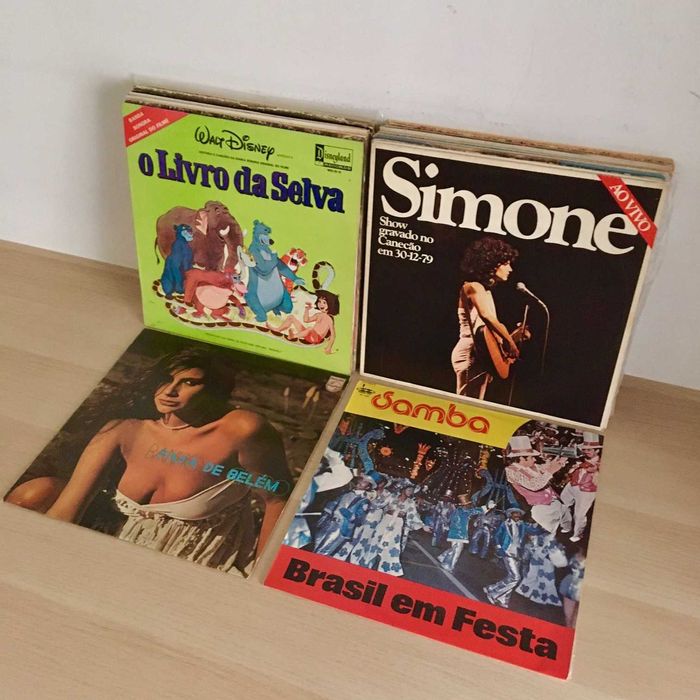 BANDA
SONORA
ORIGINAL DO FILME
WALT DISNEY
Disneyland
O Livro da Selva
Simone
AO VIVO
Show
gravado no
Canecão
em 30-12-79
FAFÁ DE BELÉM
Samba
Brasil em Festa